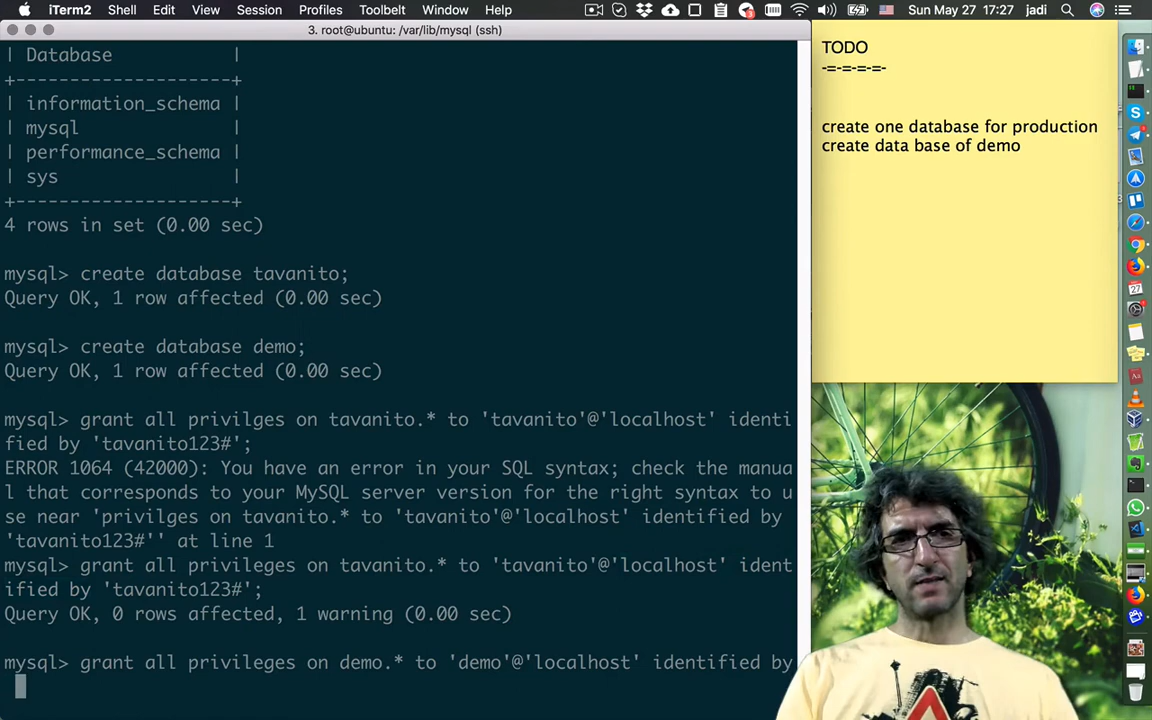 iTerm2 Shell Edit View Session Profiles Toolbelt Window Help Sun May 27 17:27 jadi
3. root@ubuntu: /var/lib/mysql (ssh)
| Database           |
+--------------------+
| information_schema |
| mysql              |
| performance_schema |
| sys                |
+--------------------+
4 rows in set (0.00 sec)
mysql> create database tavanito;
Query OK, 1 row affected (0.00 sec)
mysql> create database demo;
Query OK, 1 row affected (0.00 sec)
mysql> grant all privilges on tavanito.* to 'tavanito'@'localhost' identi
fied by 'tavanito123#';
ERROR 1064 (42000): You have an error in your SQL syntax; check the manua
l that corresponds to your MySQL server version for the right syntax to u
se near 'privilges on tavanito.* to 'tavanito'@'localhost' identified by
'tavanito123#'' at line 1
mysql> grant all privileges on tavanito.* to 'tavanito'@'localhost' ident
ified by 'tavanito123#';
Query OK, 0 rows affected, 1 warning (0.00 sec)
mysql> grant all privileges on demo.* to 'demo'@'localhost' identified by
TODO
-=-=-=-=-
create one database for production
create data base of demo